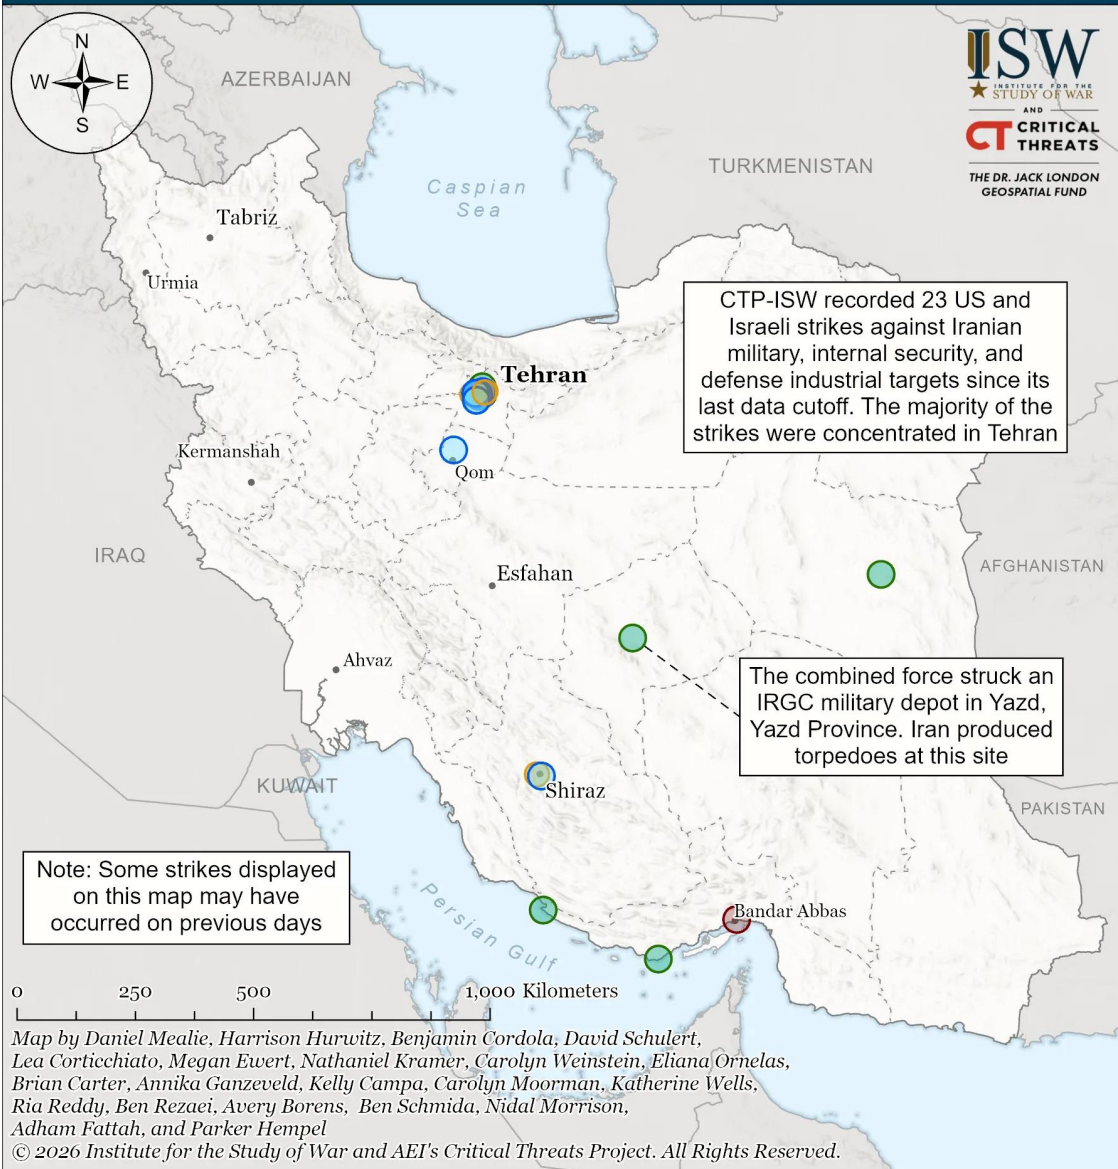 N
W
E
S
AZERBAIJAN
ISW
INSTITUTE FOR THE
STUDY OF WAR
AND
CT CRITICAL
THREATS
THE DR. JACK LONDON
GEOSPATIAL FUND
TURKMENISTAN
Caspian
Sea
Tabriz
Urmia
CTP-ISW recorded 23 US and
Israeli strikes against Iranian
military, internal security, and
defense industrial targets since its
last data cutoff. The majority of the
strikes were concentrated in Tehran
Tehran
Kermanshah
Qom
IRAQ
Esfahan
AFGHANISTAN
Ahvaz
The combined force struck an
IRGC military depot in Yazd,
Yazd Province. Iran produced
torpedoes at this site
KUWAIT
Shiraz
PAKISTAN
Note: Some strikes displayed
on this map may have
occurred on previous days
Persian Gulf
Bandar Abbas
0 250 500 1,000 Kilometers
Map by Daniel Mealie, Harrison Hurwitz, Benjamin Cordola, David Schulert,
Lea Corticchiato, Megan Ewert, Nathaniel Kramer, Carolyn Weinstein, Eliana Ornelas,
Brian Carter, Annika Ganzeveld, Kelly Campa, Carolyn Moorman, Katherine Wells,
Ria Reddy, Ben Rezaei, Avery Borens, Ben Schmida, Nidal Morrison,
Adham Fattah, and Parker Hempel
© 2026 Institute for the Study of War and AEI's Critical Threats Project. All Rights Reserved.